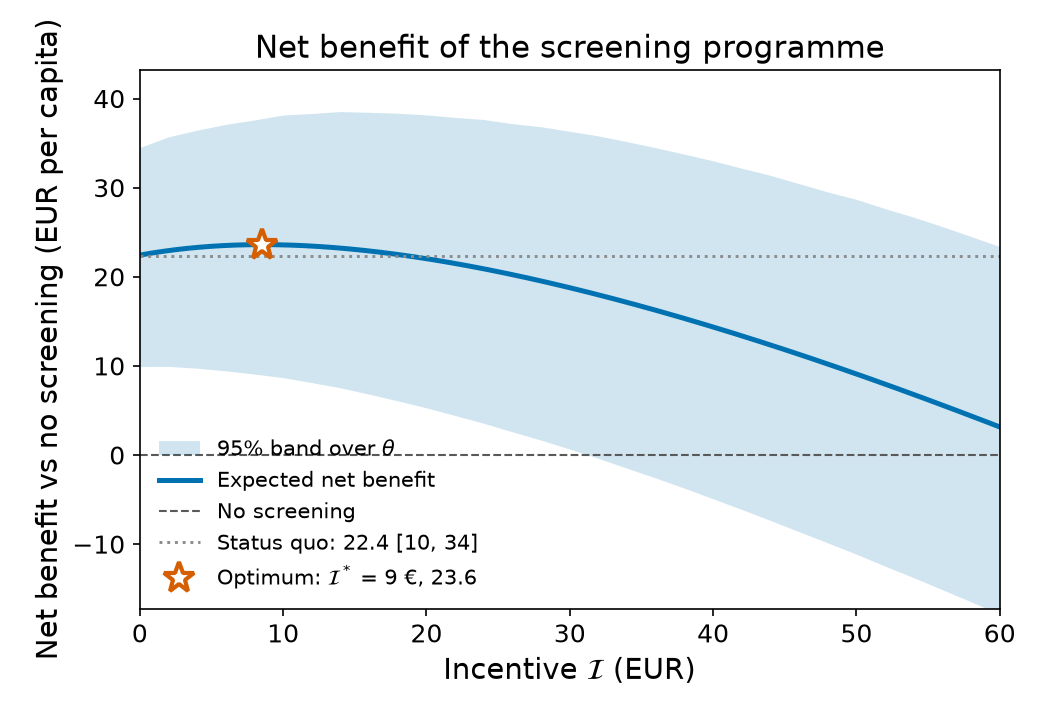 Net benefit of the screening programme
Net benefit vs no screening (EUR per capita)
40
30
20
10
0
−10
95% band over θ
Expected net benefit
No screening
Status quo: 22.4 [10, 34]
Optimum: ℐ* = 9 €, 23.6
0 10 20 30 40 50 60
Incentive ℐ (EUR)